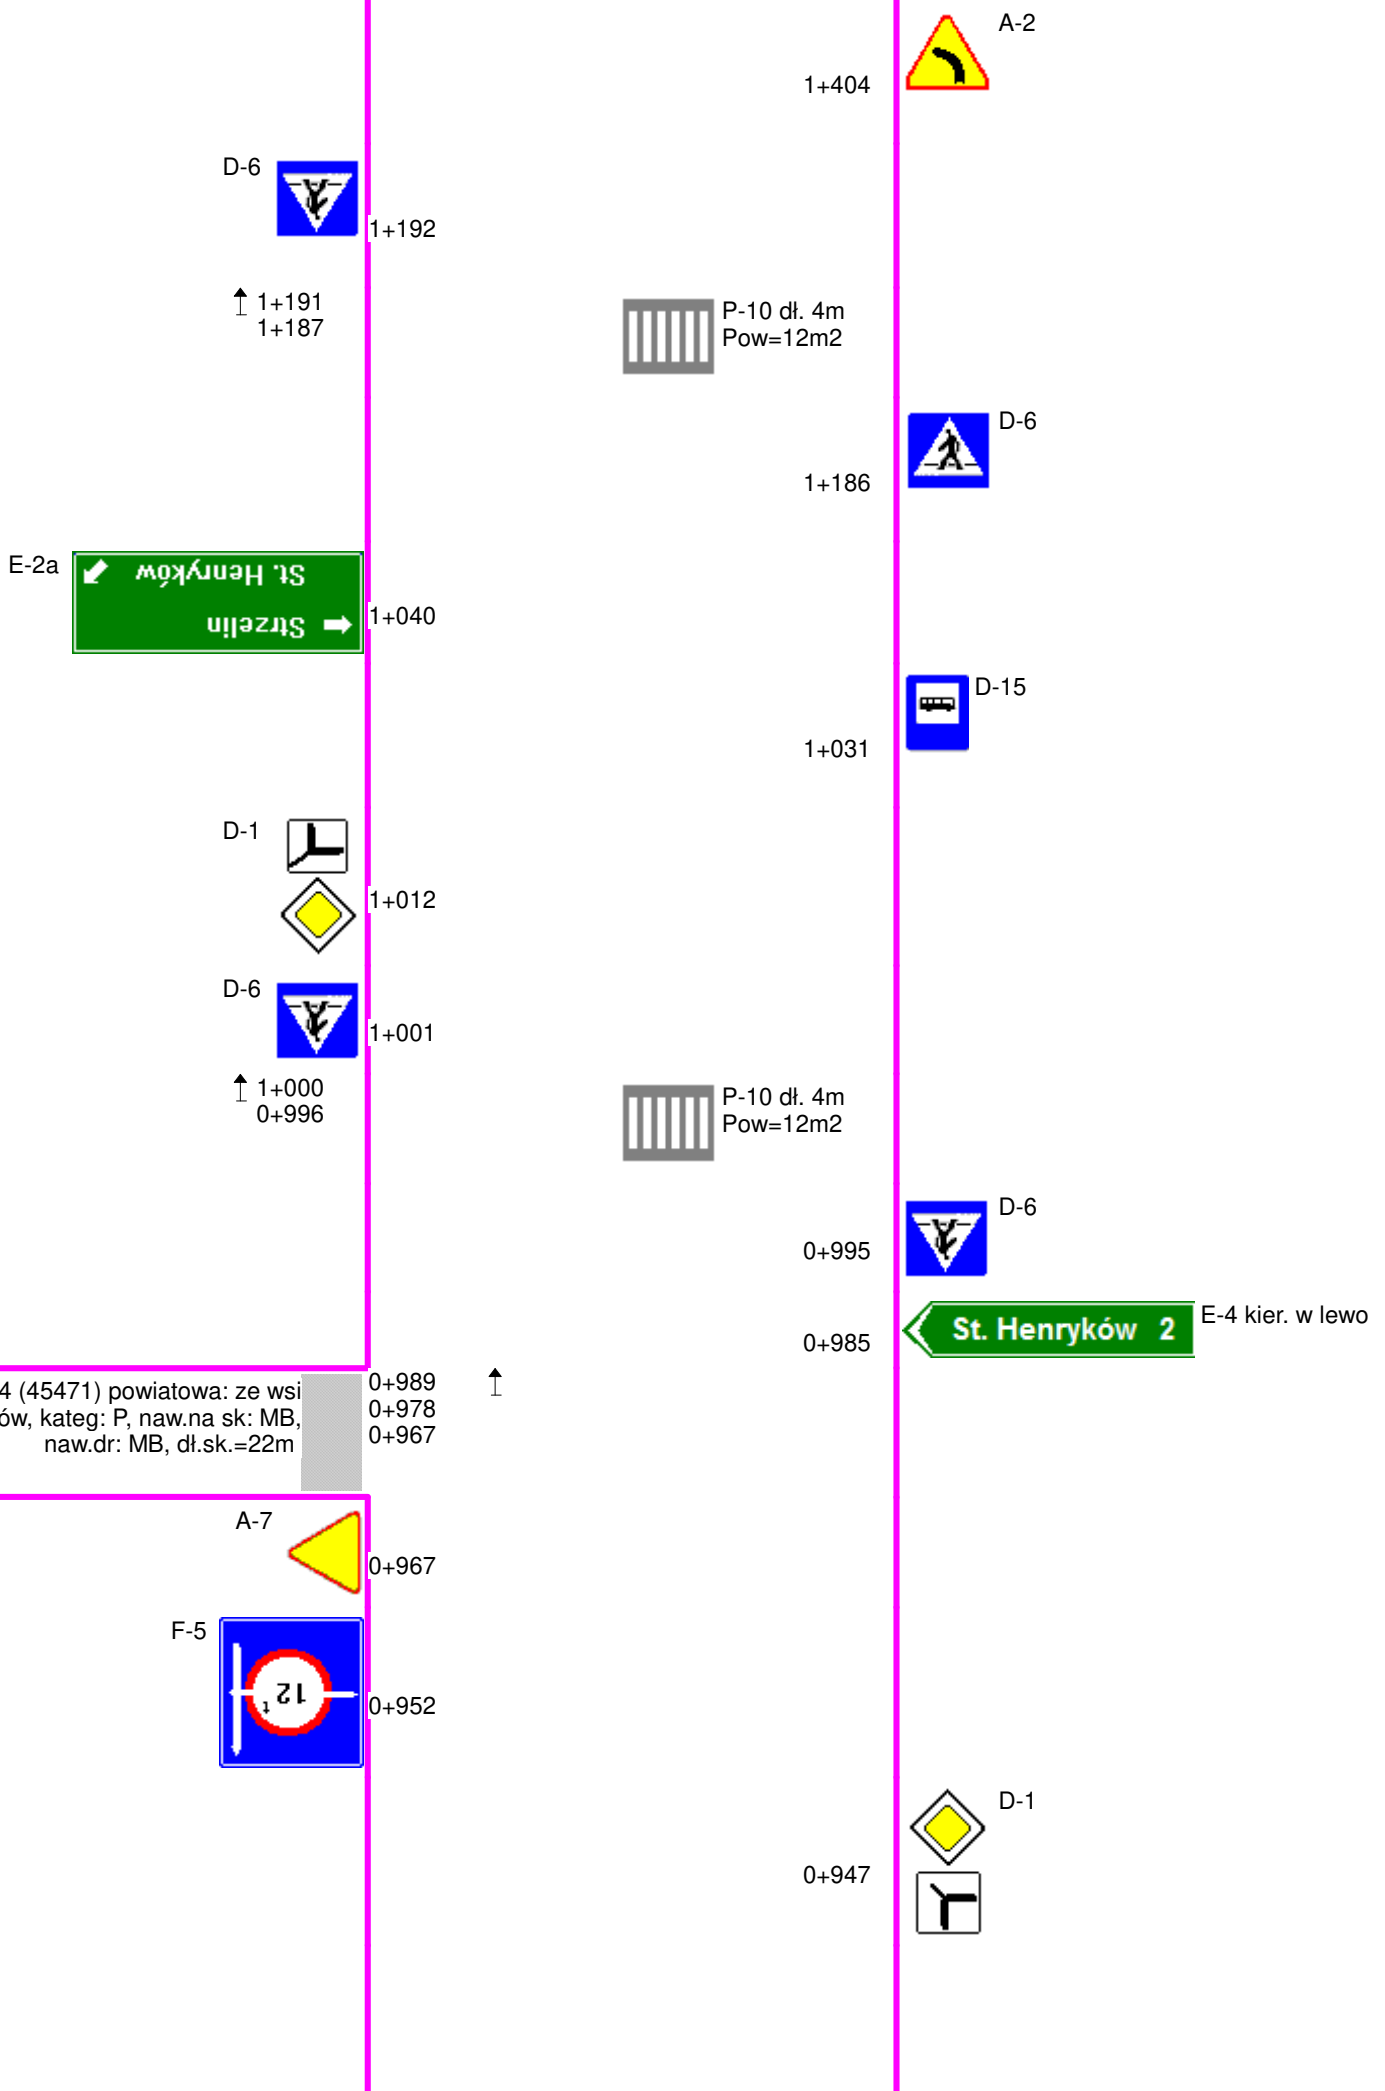 A-2
1+404
D-6
1+192
1+191
1+187
P-10 dł. 4m
Pow=12m2
D-6
1+186
E-2a
St. Henryków
Strzelin
1+040
D-15
1+031
D-1
1+012
D-6
1+001
1+000
0+996
P-10 dł. 4m
Pow=12m2
D-6
0+995
E-4 kier. w lewo
St. Henryków 2
0+985
4 (45471) powiatowa: ze wsi
ów, kateg: P, naw.na sk: MB,
naw.dr: MB, dł.sk.=22m
0+989
0+978
0+967
A-7
0+967
F-5
12 t
0+952
D-1
0+947